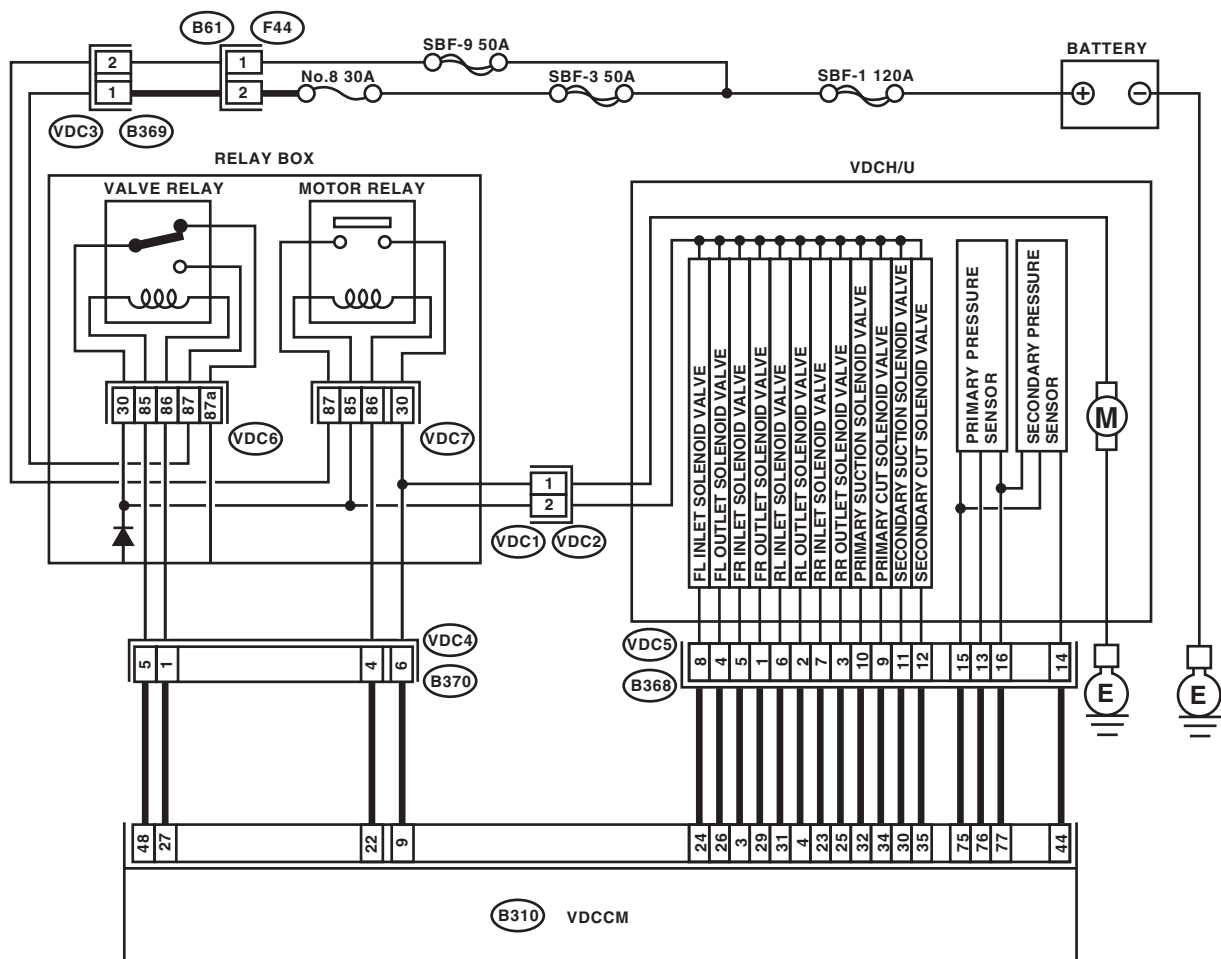 B61 F44
SBF-9 50A
BATTERY
2 1
No.8 30A
SBF-3 50A
SBF-1 120A
1 2
+ −
VDC3 B369
RELAY BOX
VDCH/U
VALVE RELAY
MOTOR RELAY
FL INLET SOLENOID VALVE
FL OUTLET SOLENOID VALVE
FR INLET SOLENOID VALVE
FR OUTLET SOLENOID VALVE
RL INLET SOLENOID VALVE
RL OUTLET SOLENOID VALVE
RR INLET SOLENOID VALVE
RR OUTLET SOLENOID VALVE
PRIMARY SUCTION SOLENOID VALVE
PRIMARY CUT SOLENOID VALVE
SECONDARY SUCTION SOLENOID VALVE
SECONDARY CUT SOLENOID VALVE
PRIMARY PRESSURE
SENSOR
SECONDARY PRESSURE
SENSOR
M
30 85 86 87 87a
VDC6
87 85 86 30
VDC7
1
2
VDC1 VDC2
VDC4
5 1 4 6
B370
VDC5
8 4 5 1 6 2 7 3 10 9 11 12 15 13 16 14
B368
E E
48 27 22 9 24 26 3 29 31 4 23 25 32 34 30 35 75 76 77 44
B310 VDCCM